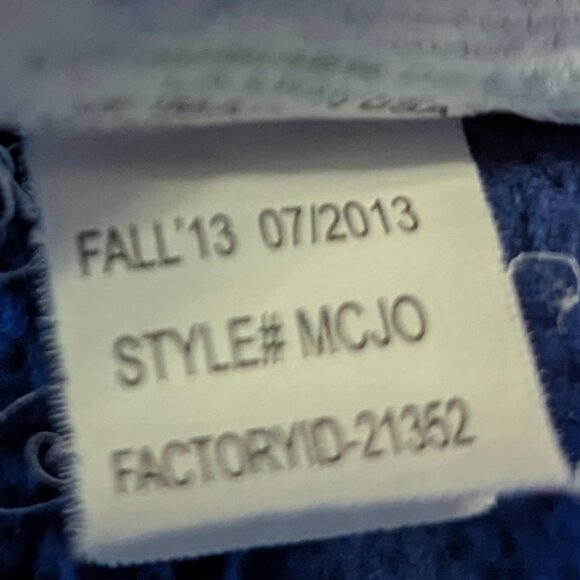 FALL'13 07/2013
STYLE# MCJO
FACTORYID-21352